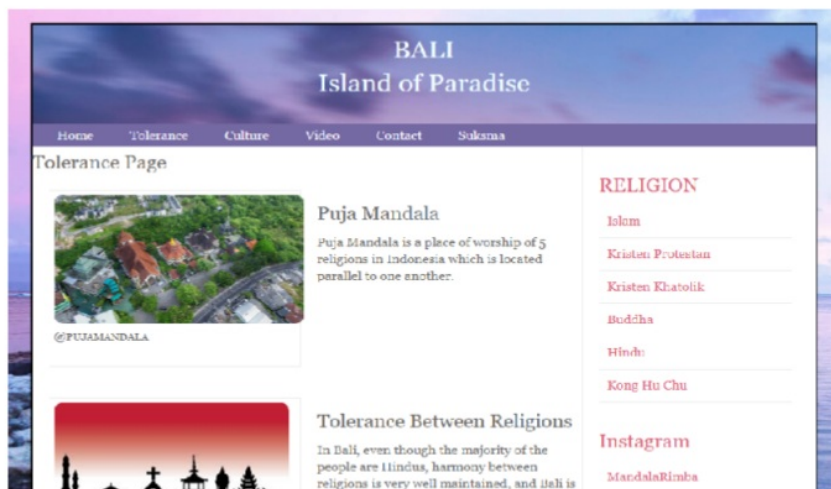 BALI
Island of Paradise
Home Tolerance Culture Video Contact Suksma
Tolerance Page
Puja Mandala
Puja Mandala is a place of worship of 5
religions in Indonesia which is located
parallel to one another.
@PUJAMANDALA
Tolerance Between Religions
In Bali, even though the majority of the
people are Hindus, harmony between
religions is very well maintained, and Bali is
RELIGION
Islam
Kristen Protestan
Kristen Khatolik
Buddha
Hindu
Kong Hu Chu
Instagram
MandalaRimba